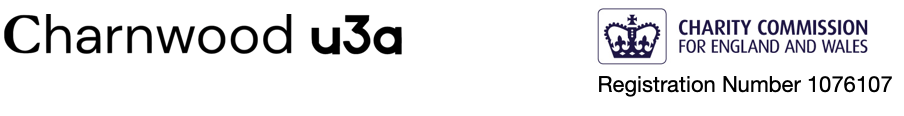 Charnwood u3a
CHARITY COMMISSION
FOR ENGLAND AND WALES
Registration Number 1076107